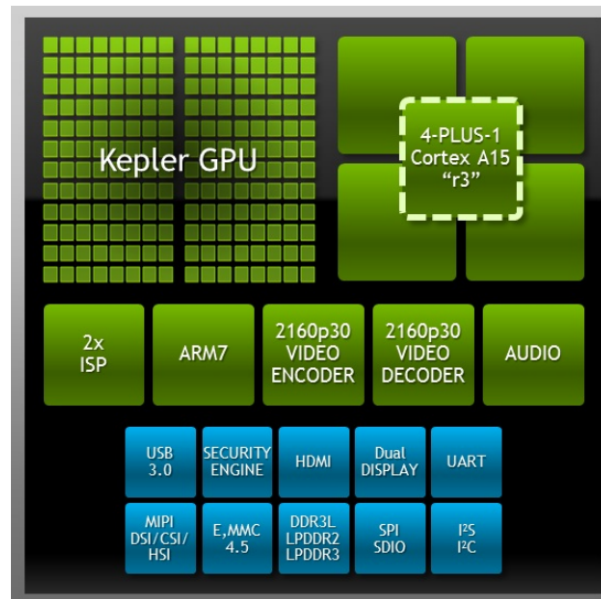 Kepler GPU
4-PLUS-1
Cortex A15
“r3”
2x
ISP
ARM7
2160p30
VIDEO
ENCODER
2160p30
VIDEO
DECODER
AUDIO
USB
3.0
SECURITY
ENGINE
HDMI
Dual
DISPLAY
UART
MIPI
DSI/CSI/
HSI
E,MMC
4.5
DDR3L
LPDDR2
LPDDR3
SPI
SDIO
I²S
I²C